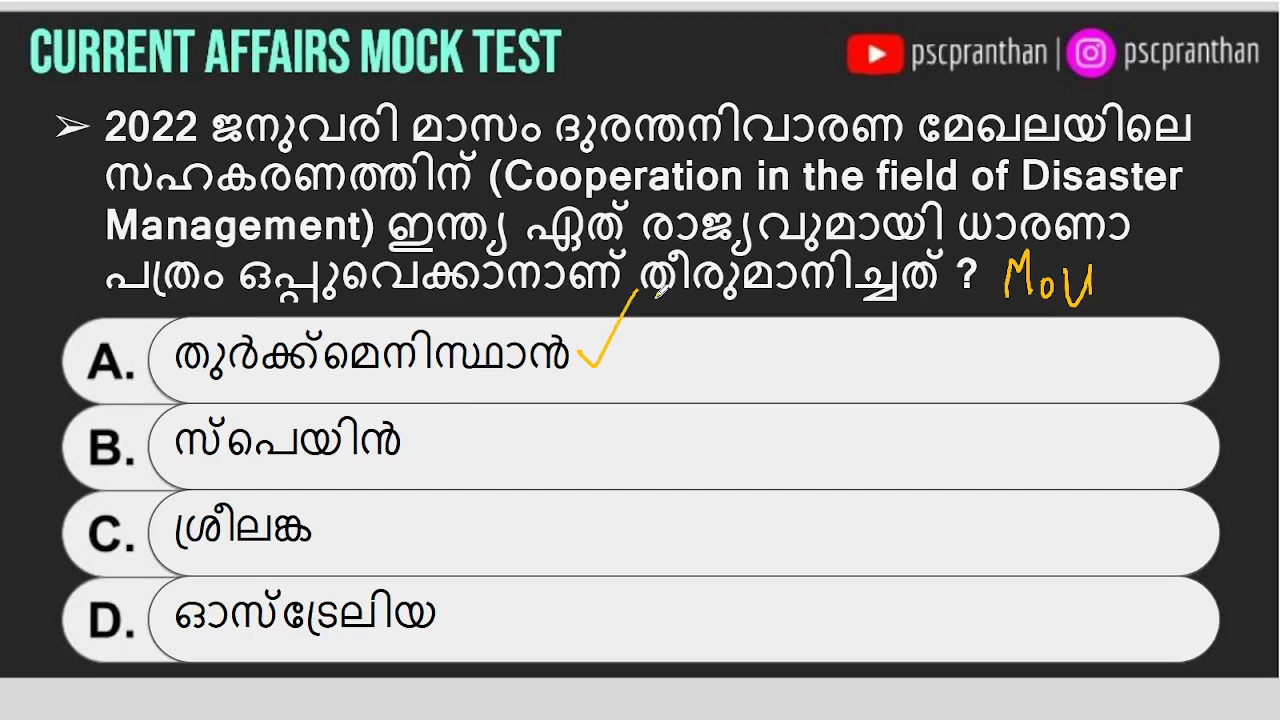 CURRENT AFFAIRS MOCK TEST
pscpranthan | pscpranthan
➢ 2022 ജനുവരി മാസം ദുരന്തനിവാരണ മേഖലയിലെ
സഹകരണത്തിന് (Cooperation in the field of Disaster
Management) ഇന്ത്യ ഏത് രാജ്യവുമായി ധാരണാ
പത്രം ഒപ്പുവെക്കാനാണ് തീരുമാനിച്ചത് ? MoU
A. തുർക്ക്മെനിസ്ഥാൻ
B. സ്പെയിൻ
C. ശ്രീലങ്ക
D. ഓസ്ട്രേലിയ